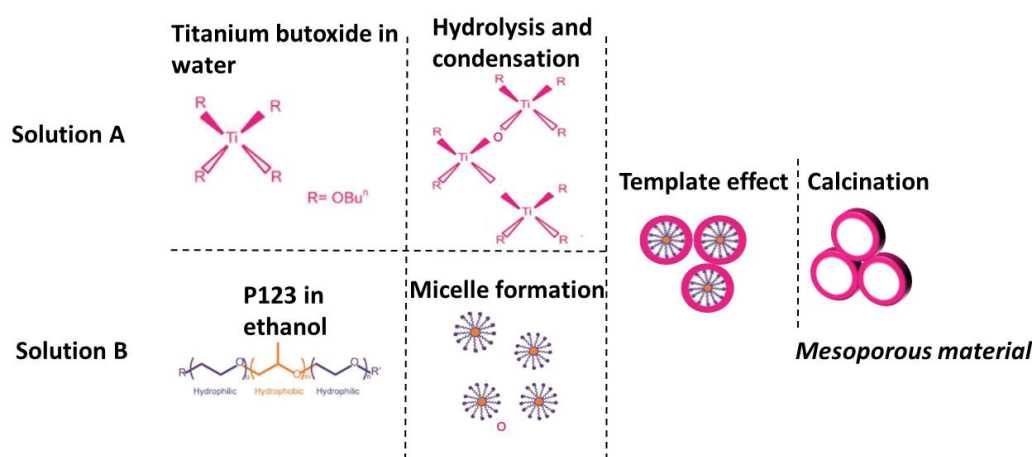 Titanium butoxide in
water
Hydrolysis and
condensation
Solution A
R
R
Ti
R
R
R= OBuⁿ
R
R
Ti
R
O
R
R
Ti
R
R
Ti
R
R
Template effect
Calcination
Solution B
P123 in
ethanol
R
O
n
O
m
O
n
R'
Hydrophilic
Hydrophobic
Hydrophilic
Micelle formation
O
Mesoporous material